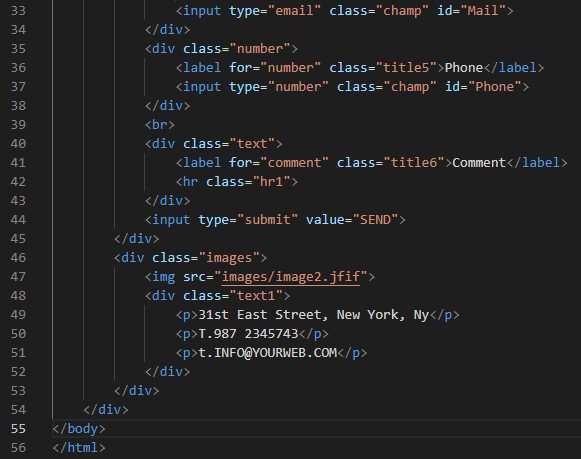 33 <input type="email" class="champ" id="Mail">
34 </div>
35 <div class="number">
36 <label for="number" class="title5">Phone</label>
37 <input type="number" class="champ" id="Phone">
38 </div>
39 <br>
40 <div class="text">
41 <label for="comment" class="title6">Comment</label>
42 <hr class="hr1">
43 </div>
44 <input type="submit" value="SEND">
45 </div>
46 <div class="images">
47 <img src="images/image2.jfif">
48 <div class="text1">
49 <p>31st East Street, New York, Ny</p>
50 <p>T.987 2345743</p>
51 <p>t.INFO@YOURWEB.COM</p>
52 </div>
53 </div>
54 </div>
55 </body>
56 </html>